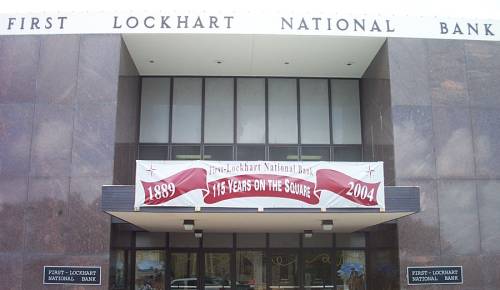 FIRST LOCKHART NATIONAL BANK
First-Lockhart National Bank
1889 115 YEARS ON THE SQUARE 2004
FIRST-LOCKHART
NATIONAL BANK
FIRST-LOCKHART
NATIONAL BANK